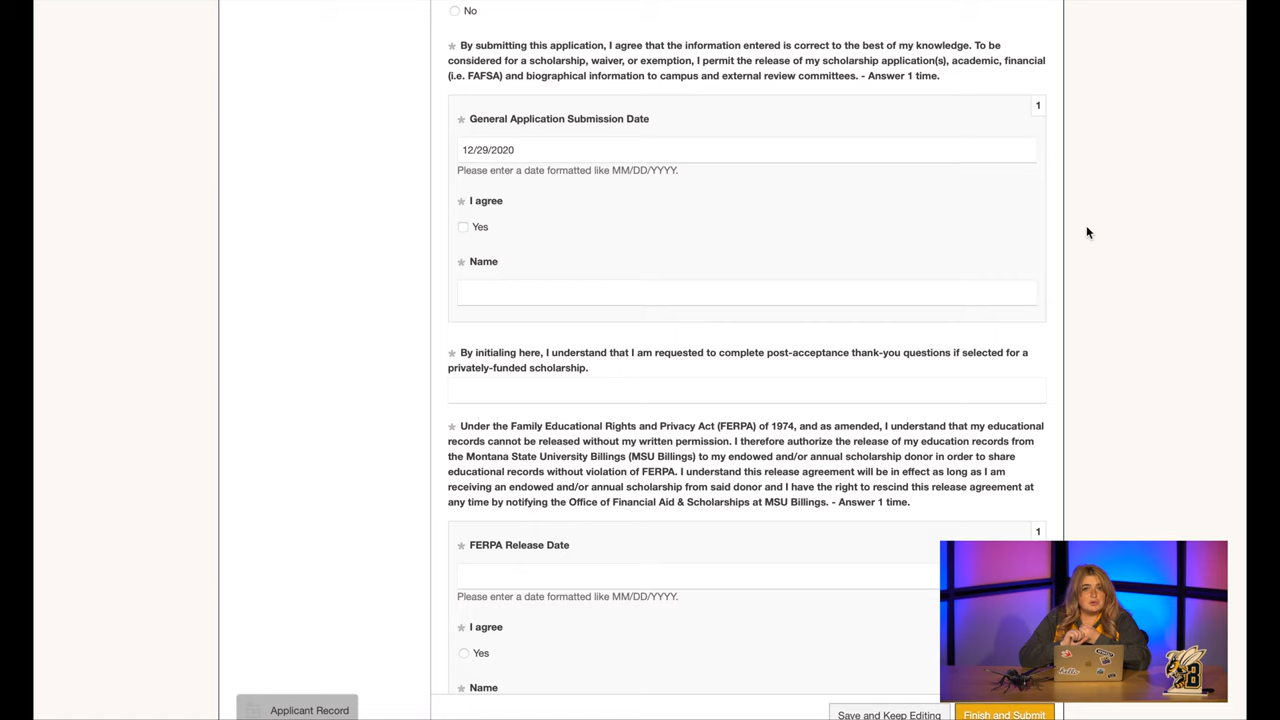 No
* By submitting this application, I agree that the information entered is correct to the best of my knowledge. To be
considered for a scholarship, waiver, or exemption, I permit the release of my scholarship application(s), academic, financial
(i.e. FAFSA) and biographical information to campus and external review committees. - Answer 1 time.
1
* General Application Submission Date
12/29/2020
Please enter a date formatted like MM/DD/YYYY.
* I agree
Yes
* Name
* By initialing here, I understand that I am requested to complete post-acceptance thank-you questions if selected for a
privately-funded scholarship.
* Under the Family Educational Rights and Privacy Act (FERPA) of 1974, and as amended, I understand that my educational
records cannot be released without my written permission. I therefore authorize the release of my education records from
the Montana State University Billings (MSU Billings) to my endowed and/or annual scholarship donor in order to share
educational records without violation of FERPA. I understand this release agreement will be in effect as long as I am
receiving an endowed and/or annual scholarship from said donor and I have the right to rescind this release agreement at
any time by notifying the Office of Financial Aid & Scholarships at MSU Billings. - Answer 1 time.
1
* FERPA Release Date
Please enter a date formatted like MM/DD/YYYY.
* I agree
Yes
* Name
hello
B
Applicant Record
Save and Keep Editing
Finish and Submit